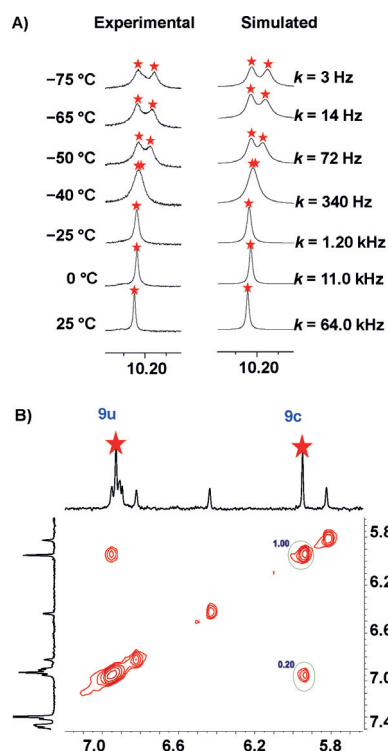 A)
Experimental Simulated
–75 °C k = 3 Hz
–65 °C k = 14 Hz
–50 °C k = 72 Hz
–40 °C k = 340 Hz
–25 °C k = 1.20 kHz
0 °C k = 11.0 kHz
25 °C k = 64.0 kHz
10.20 10.20
B)
9u 9c
5.8
1.00
6.2
6.6
0.20
7.0
7.4
7.0 6.6 6.2 5.8